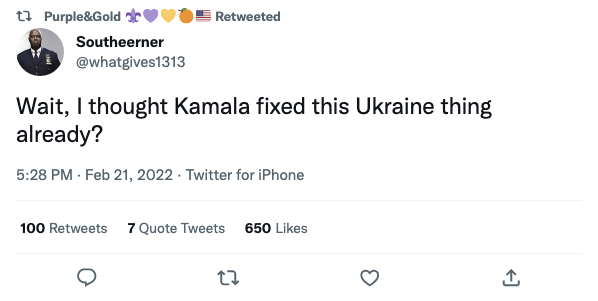 Purple&Gold ⚜️💜💛🍊🇺🇸 Retweeted
Southeerner
@whatgives1313
Wait, I thought Kamala fixed this Ukraine thing
already?
5:28 PM · Feb 21, 2022 · Twitter for iPhone
100 Retweets 7 Quote Tweets 650 Likes